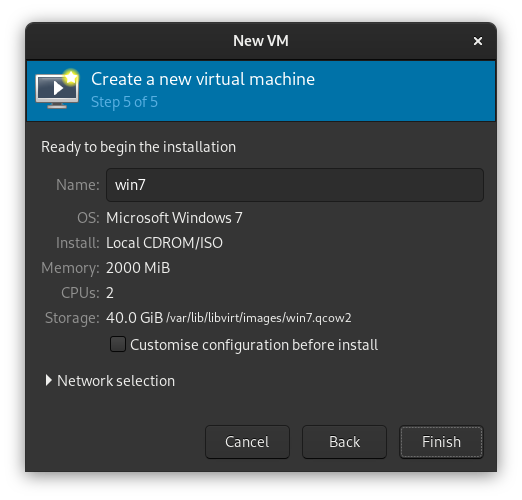 New VM
Create a new virtual machine
Step 5 of 5
Ready to begin the installation
Name: win7
OS: Microsoft Windows 7
Install: Local CDROM/ISO
Memory: 2000 MiB
CPUs: 2
Storage: 40.0 GiB /var/lib/libvirt/images/win7.qcow2
Customise configuration before install
Network selection
Cancel Back Finish